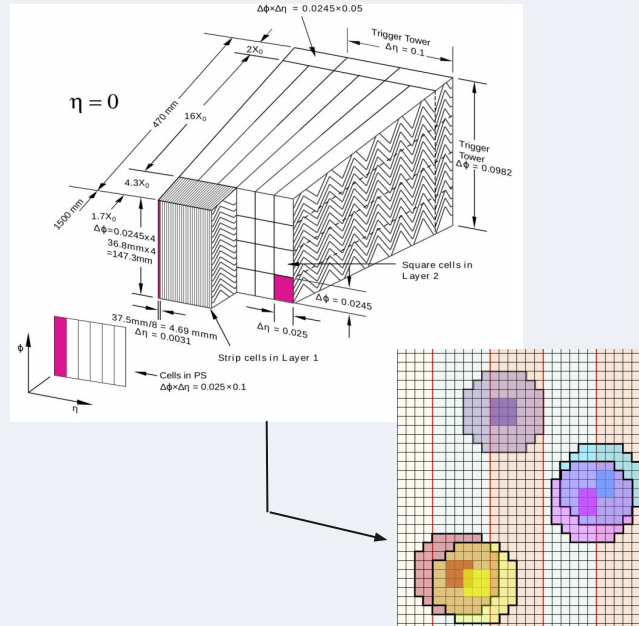 Δϕ×Δη = 0.0245×0.05
Trigger Tower
Δη = 0.1
2X₀
η = 0
470 mm
16X₀
Trigger
Tower
Δϕ = 0.0982
4.3X₀
1500 mm
1.7X₀
Δϕ=0.0245x4
36.8mmx4
=147.3mm
Square cells in
Layer 2
Δϕ = 0.0245
37.5mm/8 = 4.69 mmm
Δη = 0.0031
Δη = 0.025
Strip cells in Layer 1
ϕ
Cells in PS
Δϕ×Δη = 0.025×0.1
η